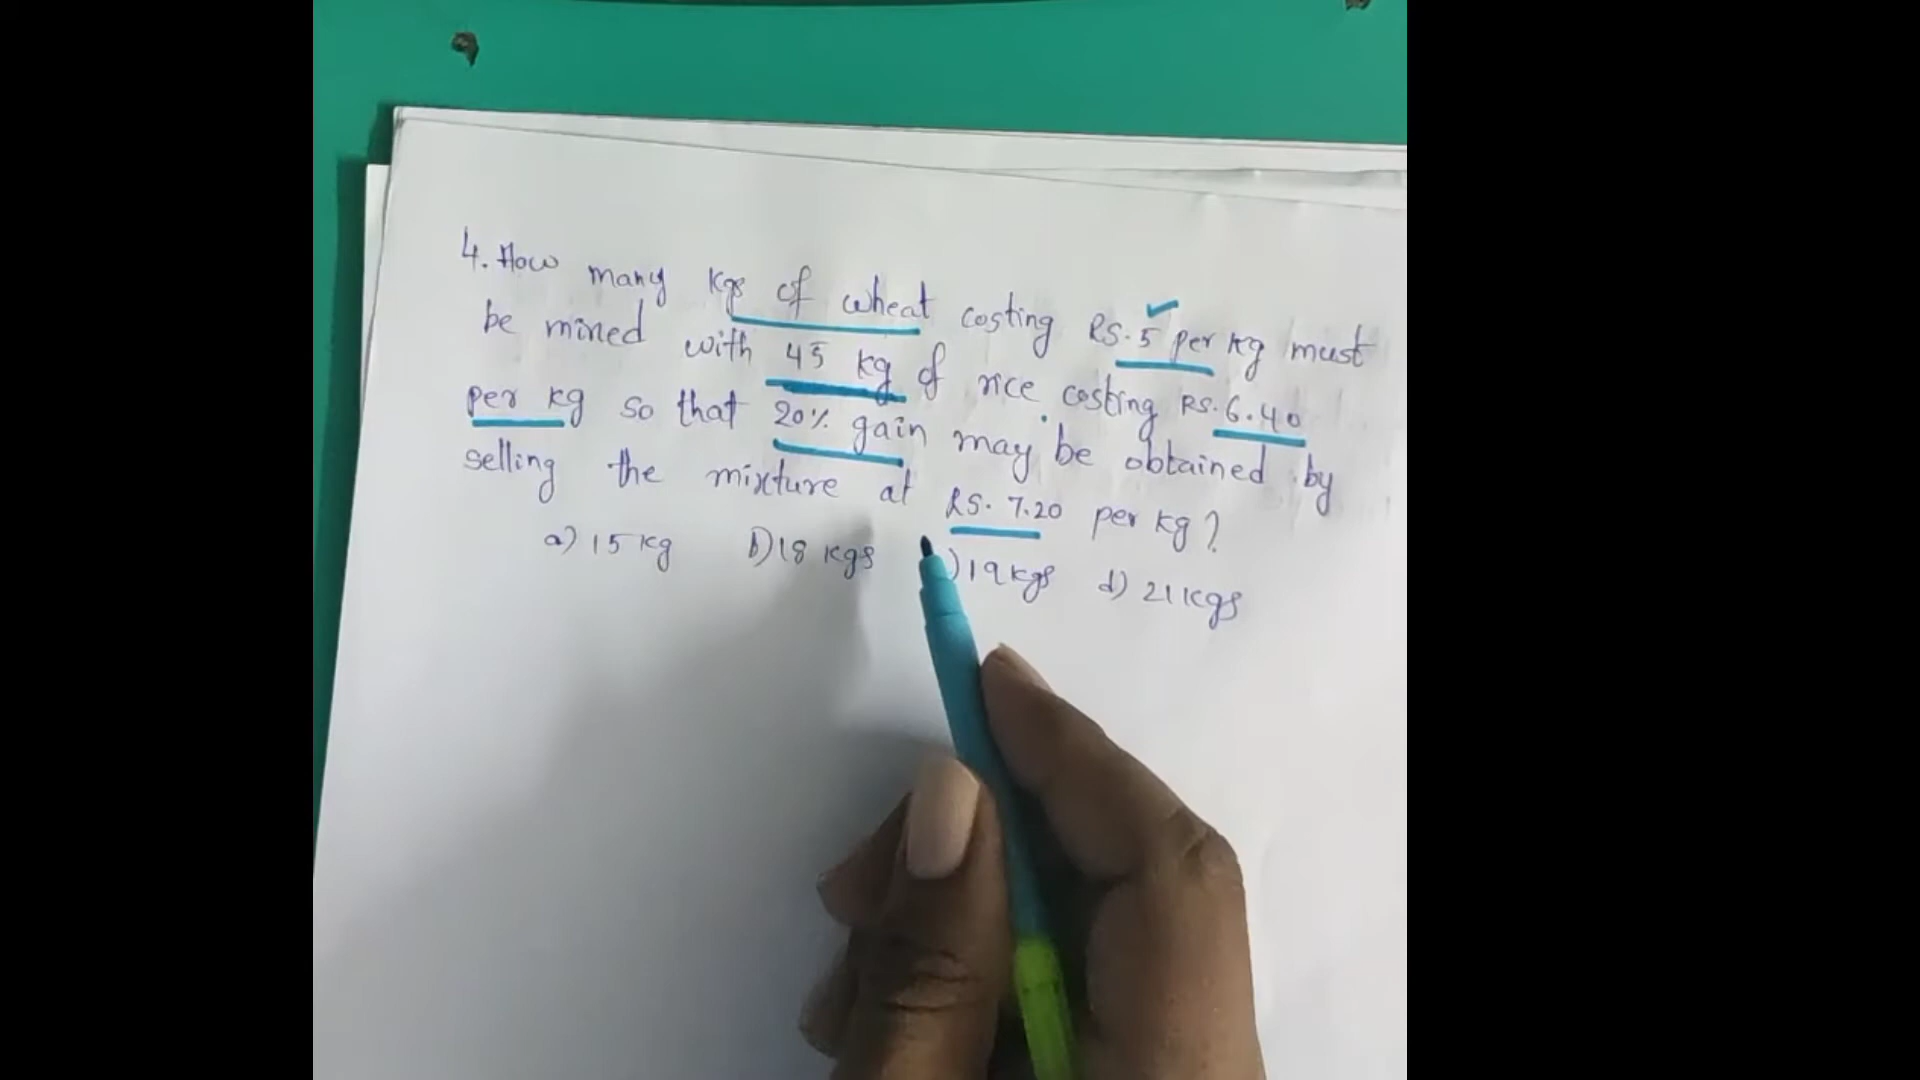 4. How many kgs of wheat costing RS. 5 per kg must
be mixed with 45 kg of rice costing RS. 6.40
per kg so that 20% gain may be obtained by
selling the mixture at RS. 7.20 per kg?
a) 15 kg b) 18 kgs ) 19 kgs d) 21 kgs